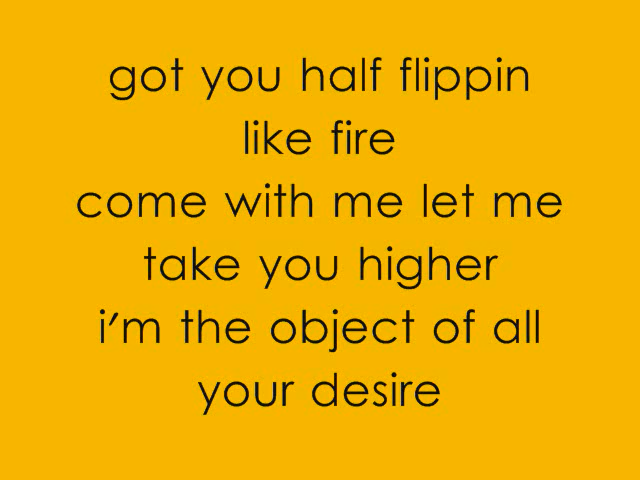 got you half flippin
like fire
come with me let me
take you higher
i'm the object of all
your desire